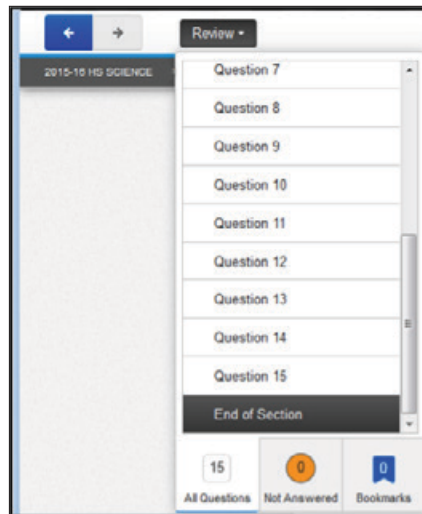 Review
2015-16 HS SCIENCE
Question 7
Question 8
Question 9
Question 10
Question 11
Question 12
Question 13
Question 14
Question 15
End of Section
15 0 0
All Questions Not Answered Bookmarks